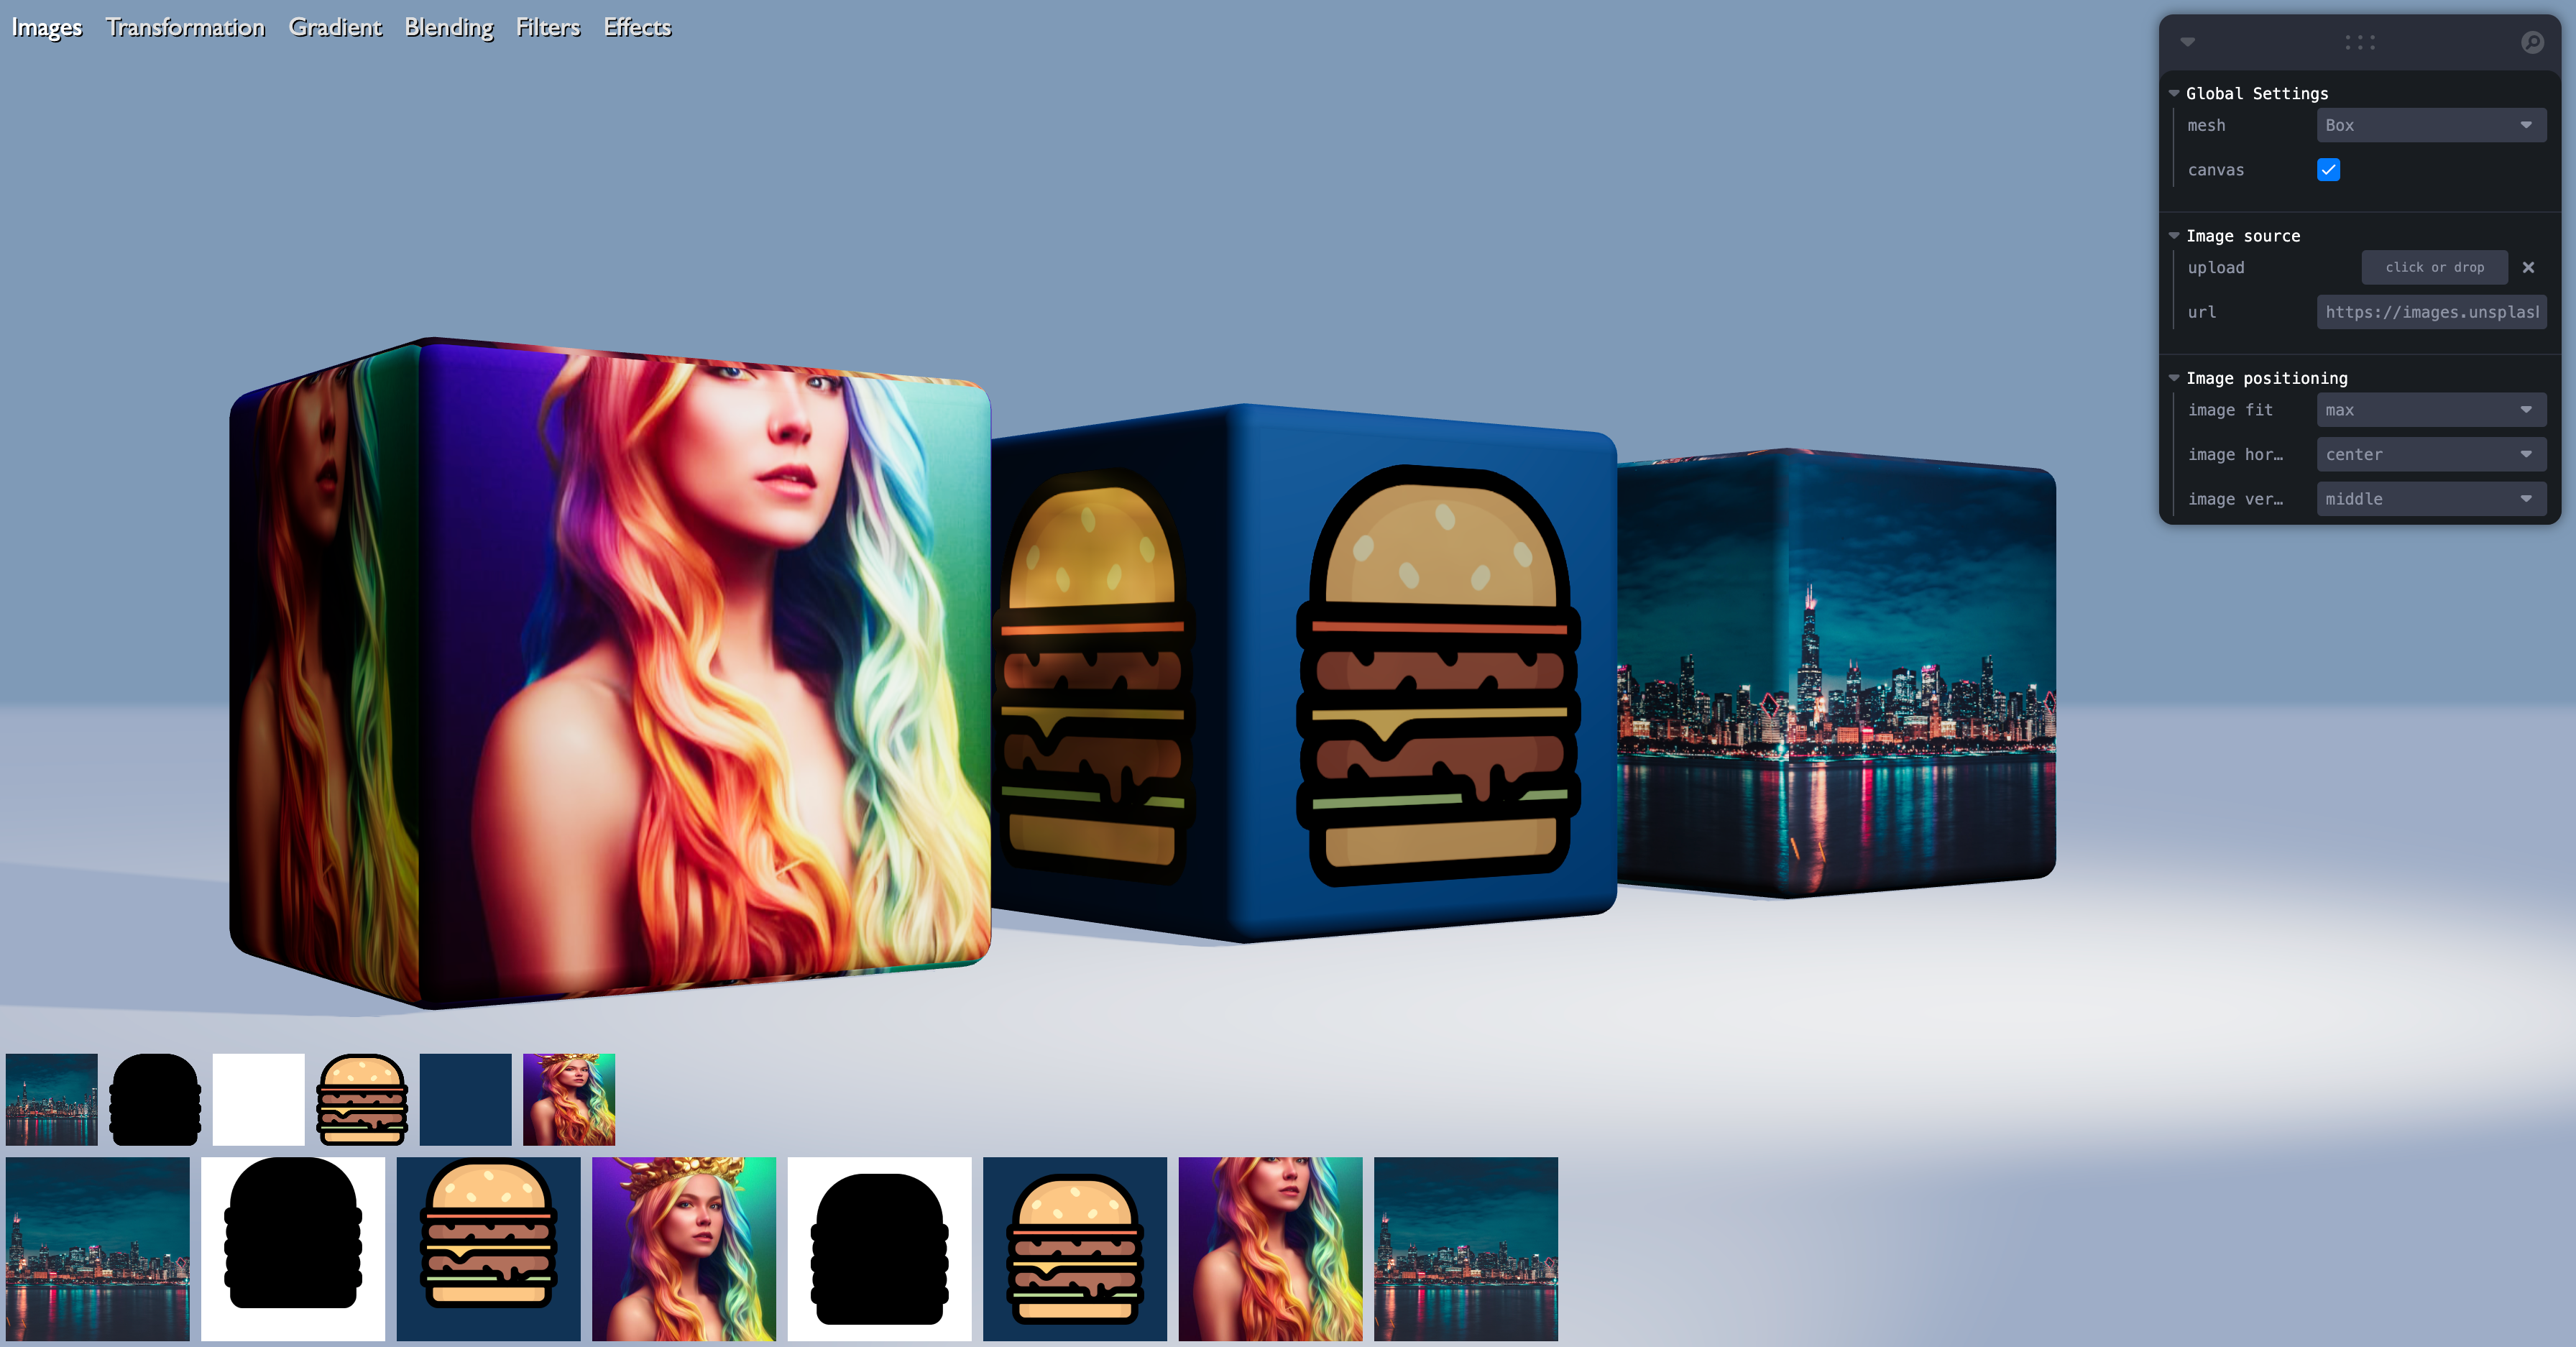 Images Transformation Gradient Blending Filters Effects
Global Settings
mesh Box
canvas
Image source
upload click or drop
url https://images.unsplash
Image positioning
image fit max
image hor… center
image ver… middle